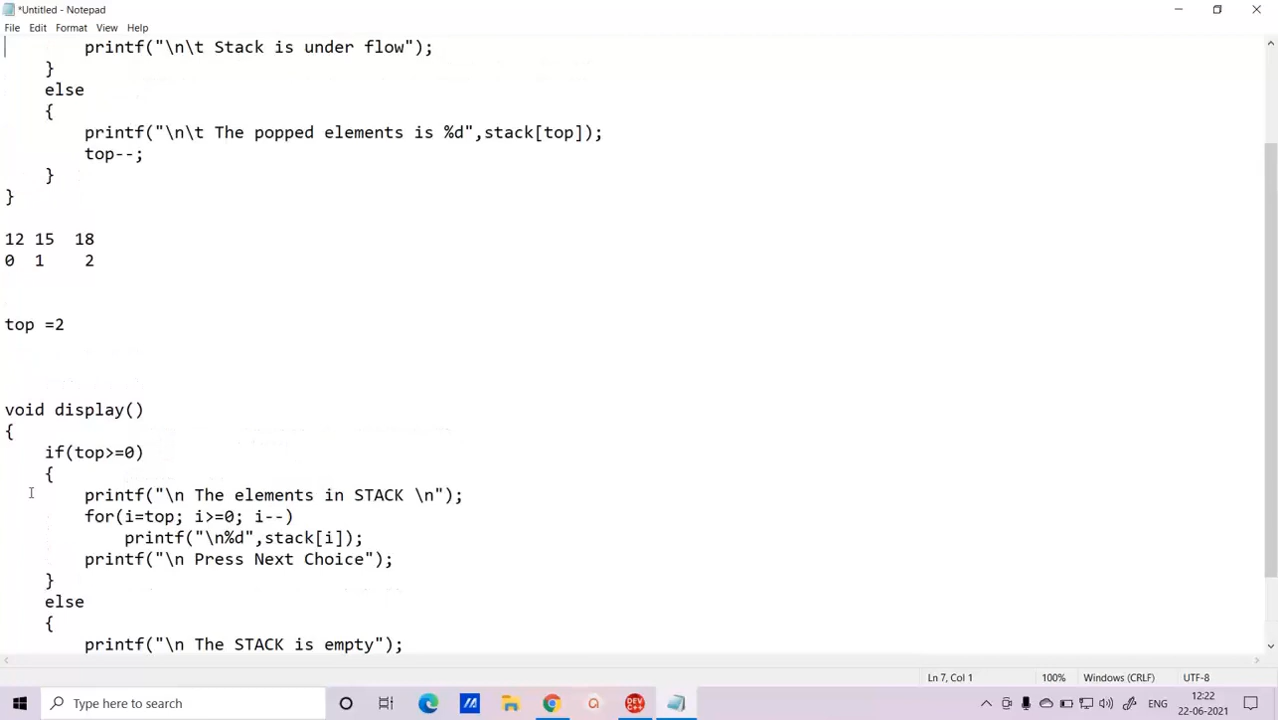 *Untitled - Notepad
File Edit Format View Help
printf("\n\t Stack is under flow");
}
else
{
printf("\n\t The popped elements is %d",stack[top]);
top--;
}
}
12 15 18
0 1 2
top =2
void display()
{
if(top>=0)
{
printf("\n The elements in STACK \n");
for(i=top; i>=0; i--)
printf("\n%d",stack[i]);
printf("\n Press Next Choice");
}
else
{
printf("\n The STACK is empty");
Ln 7, Col 1 100% Windows (CRLF) UTF-8
Type here to search
DEV C++
ENG
12:22
22-06-2021